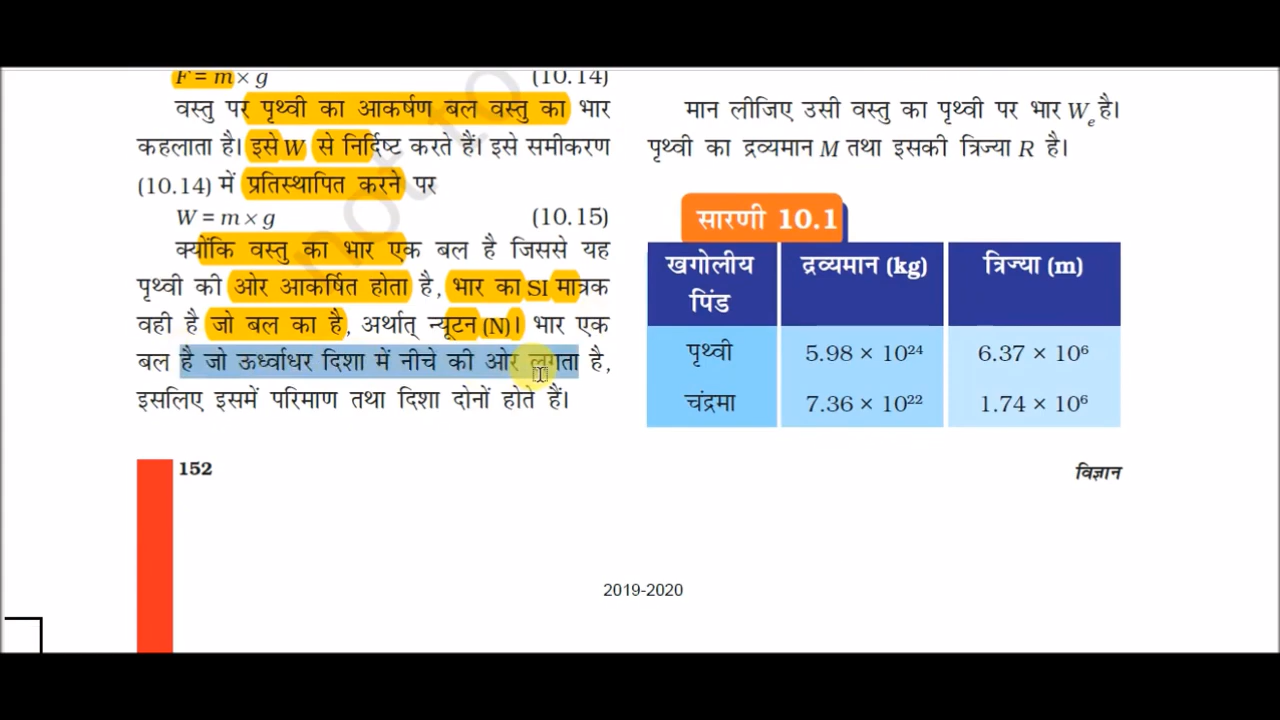 F = m × g (10.14)
वस्तु पर पृथ्वी का आकर्षण बल वस्तु का भार
कहलाता है। इसे W से निर्दिष्ट करते हैं। इसे समीकरण
(10.14) में प्रतिस्थापित करने पर
W = m × g (10.15)
क्योंकि वस्तु का भार एक बल है जिससे यह
पृथ्वी की ओर आकर्षित होता है, भार का SI मात्रक
वही है जो बल का है, अर्थात् न्यूटन (N)। भार एक
बल है जो ऊर्ध्वाधर दिशा में नीचे की ओर लगता है,
इसलिए इसमें परिमाण तथा दिशा दोनों होते हैं।
मान लीजिए उसी वस्तु का पृथ्वी पर भार Wₑ है।
पृथ्वी का द्रव्यमान M तथा इसकी त्रिज्या R है।
सारणी 10.1
खगोलीय पिंड द्रव्यमान (kg) त्रिज्या (m)
पृथ्वी 5.98 × 10²⁴ 6.37 × 10⁶
चंद्रमा 7.36 × 10²² 1.74 × 10⁶
152
विज्ञान
2019-2020
not to